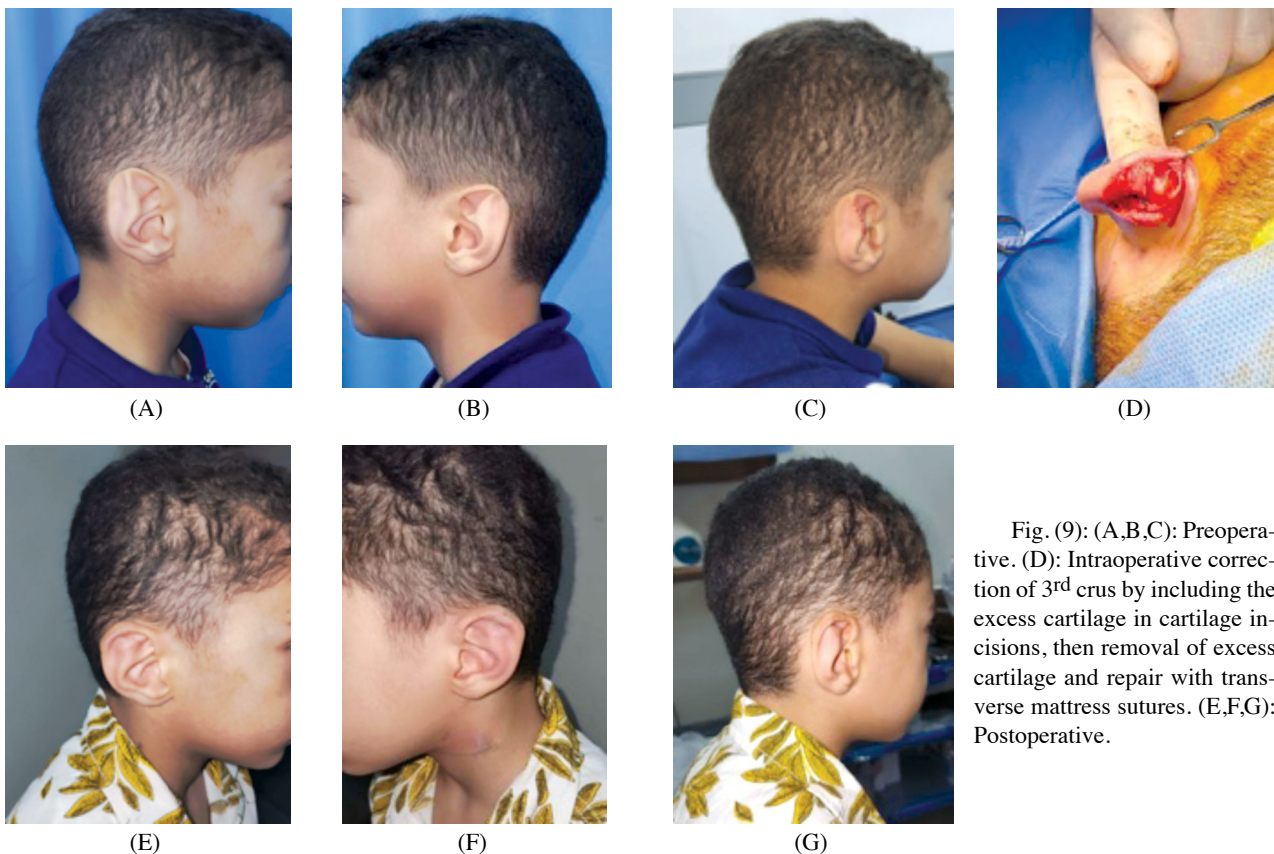 (A)
(B)
(C)
(D)
Fig. (9): (A,B,C): Preopera-
tive. (D): Intraoperative correc-
tion of 3rd crus by including the
excess cartilage in cartilage in-
cisions, then removal of excess
cartilage and repair with trans-
verse mattress sutures. (E,F,G):
Postoperative.
(E)
(F)
(G)